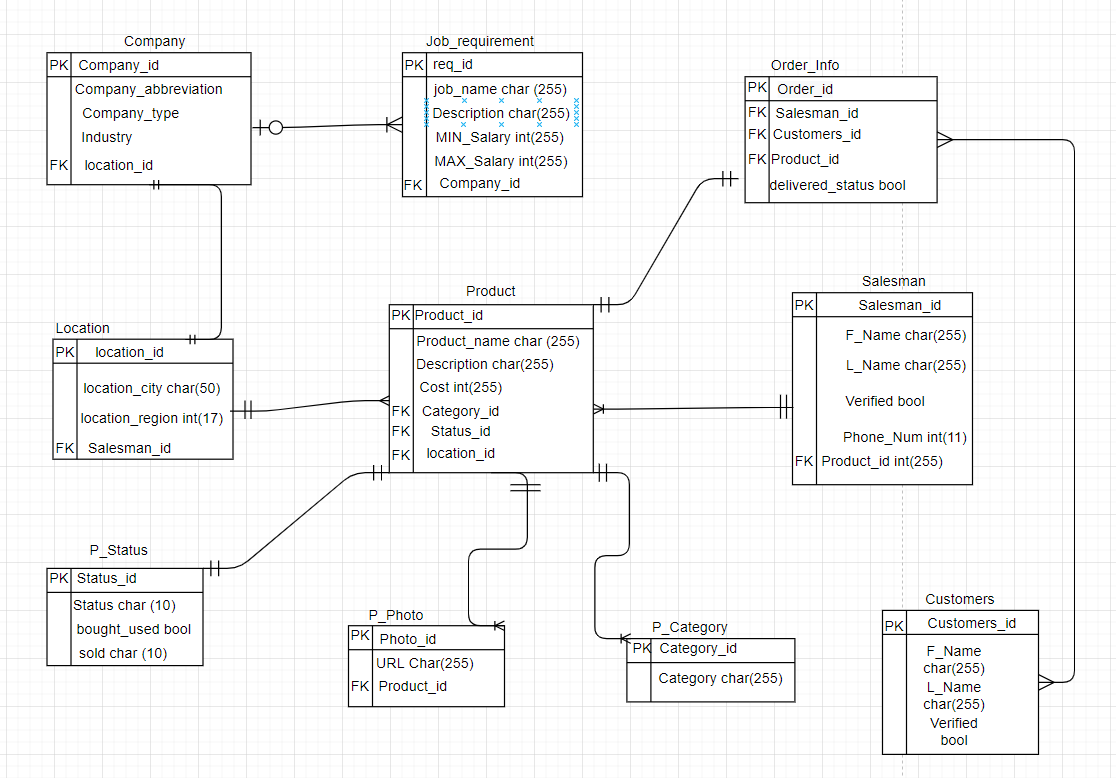 Company
PK Company_id
Company_abbreviation
Company_type
Industry
FK location_id
Job_requirement
PK req_id
job_name char (255)
Description char(255)
MIN_Salary int(255)
MAX_Salary int(255)
FK Company_id
Order_Info
PK Order_id
FK Salesman_id
FK Customers_id
FK Product_id
delivered_status bool
Location
PK location_id
location_city char(50)
location_region int(17)
FK Salesman_id
Product
PK Product_id
Product_name char (255)
Description char(255)
Cost int(255)
FK Category_id
FK Status_id
FK location_id
Salesman
PK Salesman_id
F_Name char(255)
L_Name char(255)
Verified bool
Phone_Num int(11)
FK Product_id int(255)
P_Status
PK Status_id
Status char (10)
bought_used bool
sold char (10)
P_Photo
PK Photo_id
URL Char(255)
FK Product_id
P_Category
PK Category_id
Category char(255)
Customers
PK Customers_id
F_Name
char(255)
L_Name
char(255)
Verified
bool